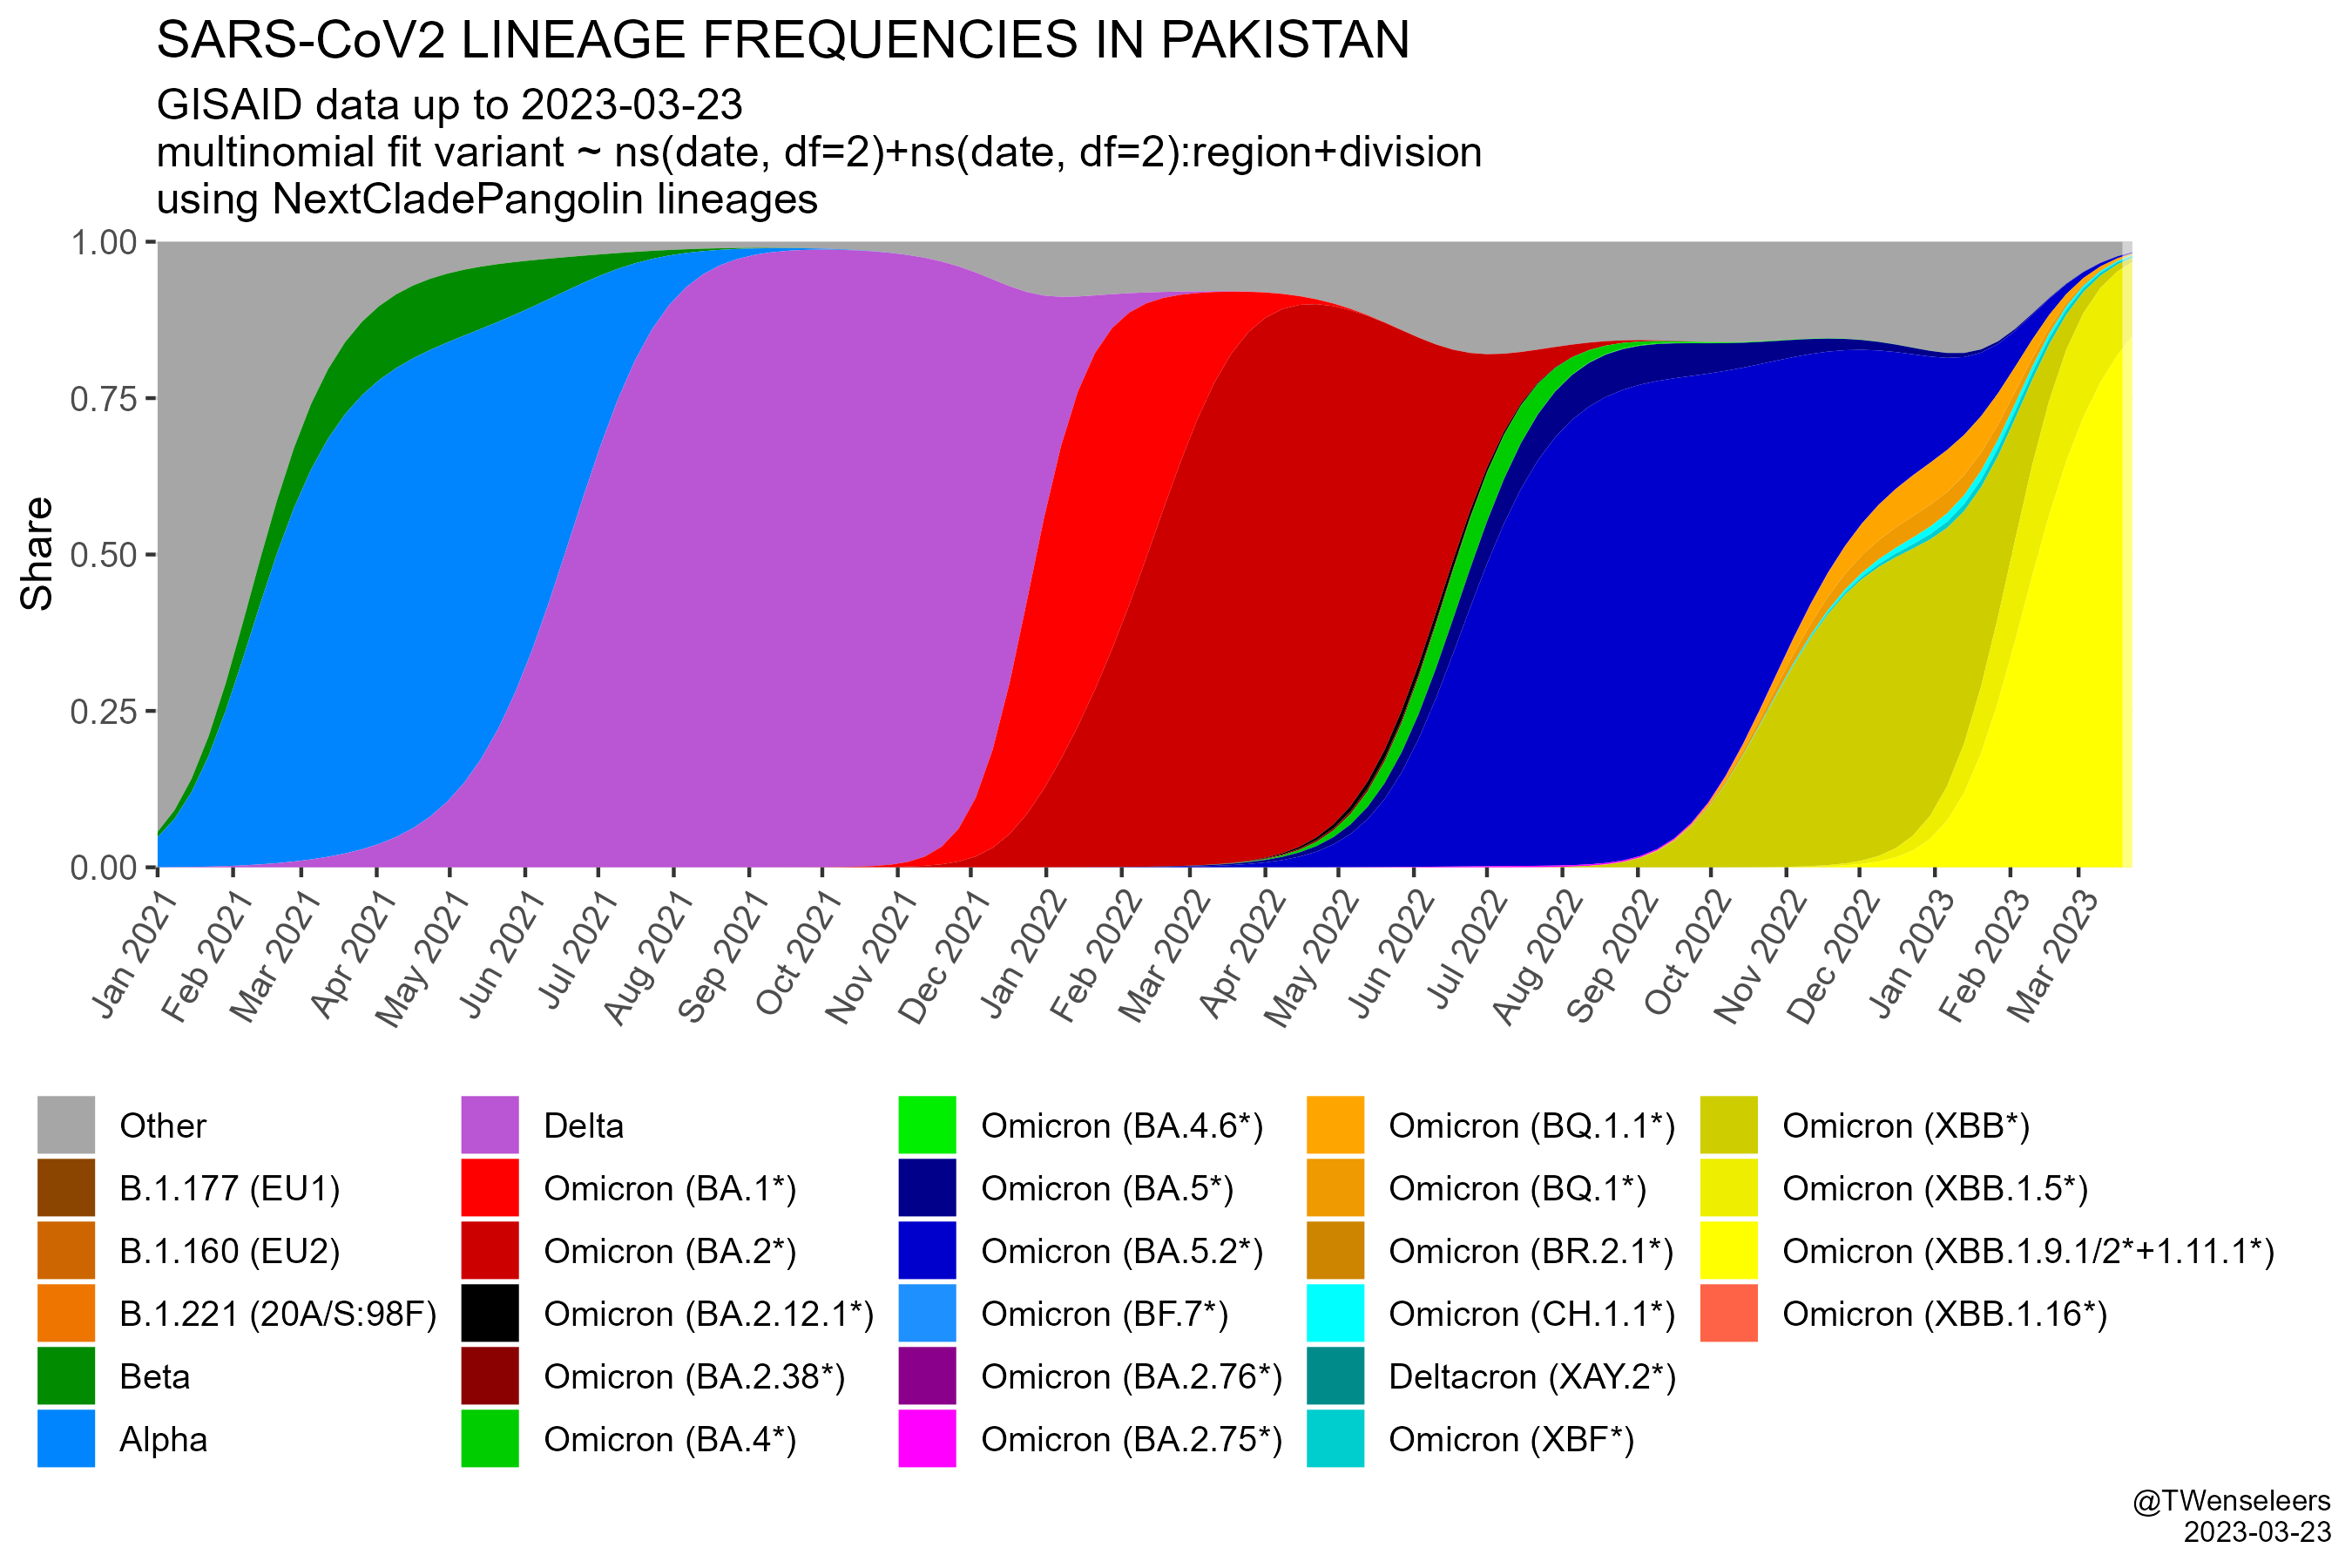 SARS-CoV2 LINEAGE FREQUENCIES IN PAKISTAN
GISAID data up to 2023-03-23
multinomial fit variant ~ ns(date, df=2)+ns(date, df=2):region+division
using NextCladePangolin lineages
Share
1.00
0.75
0.50
0.25
0.00
Jan 2021
Feb 2021
Mar 2021
Apr 2021
May 2021
Jun 2021
Jul 2021
Aug 2021
Sep 2021
Oct 2021
Nov 2021
Dec 2021
Jan 2022
Feb 2022
Mar 2022
Apr 2022
May 2022
Jun 2022
Jul 2022
Aug 2022
Sep 2022
Oct 2022
Nov 2022
Dec 2022
Jan 2023
Feb 2023
Mar 2023
Other
B.1.177 (EU1)
B.1.160 (EU2)
B.1.221 (20A/S:98F)
Beta
Alpha
Delta
Omicron (BA.1*)
Omicron (BA.2*)
Omicron (BA.2.12.1*)
Omicron (BA.2.38*)
Omicron (BA.4*)
Omicron (BA.4.6*)
Omicron (BA.5*)
Omicron (BA.5.2*)
Omicron (BF.7*)
Omicron (BA.2.76*)
Omicron (BA.2.75*)
Omicron (BQ.1.1*)
Omicron (BQ.1*)
Omicron (BR.2.1*)
Omicron (CH.1.1*)
Deltacron (XAY.2*)
Omicron (XBF*)
Omicron (XBB*)
Omicron (XBB.1.5*)
Omicron (XBB.1.9.1/2*+1.11.1*)
Omicron (XBB.1.16*)
@TWenseleers
2023-03-23